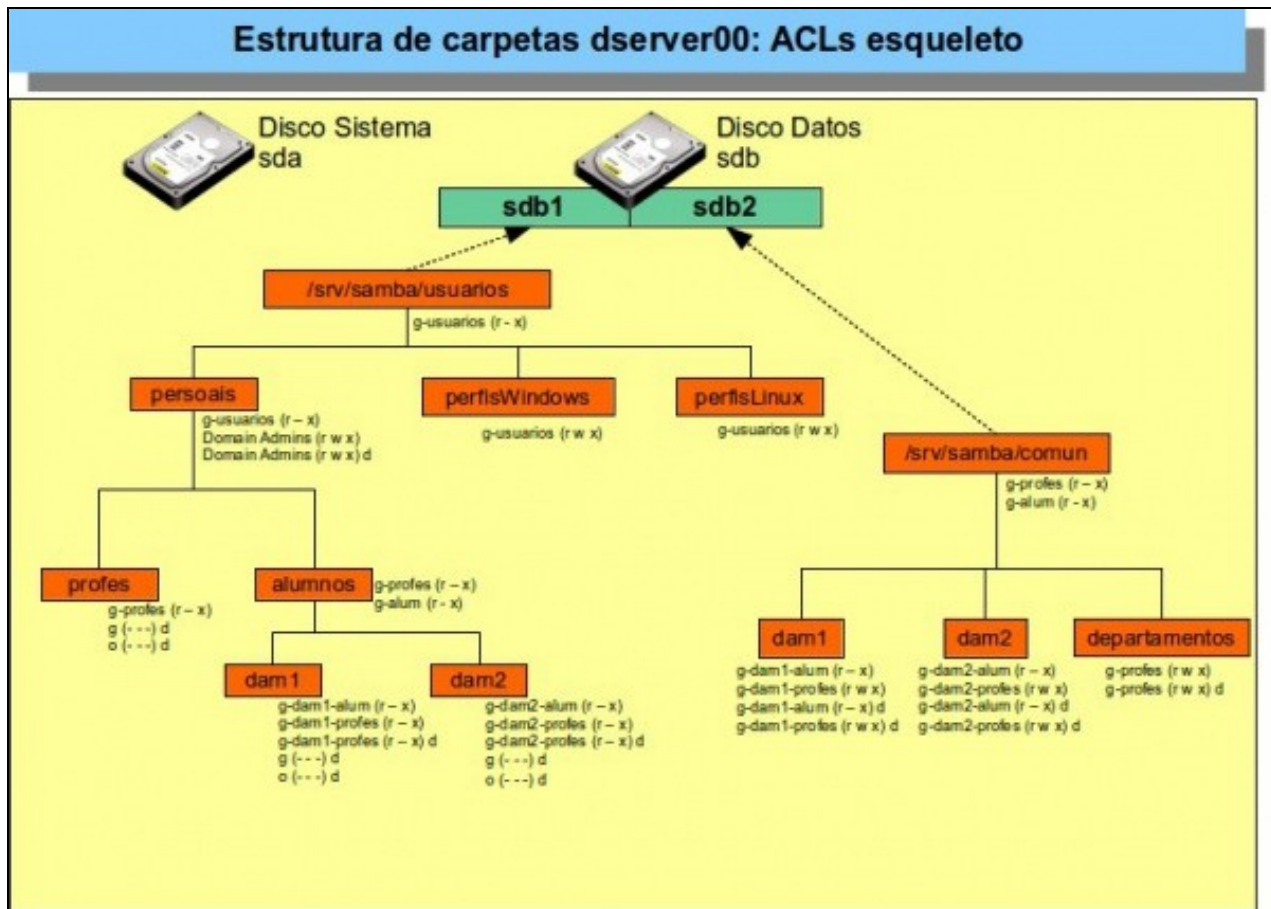 Estrutura de carpetas dserver00: ACLs esqueleto
Disco Sistema
sda
Disco Datos
sdb
sdb1
sdb2
/srv/samba/usuarios
g-usuarios (r - x)
persoais
g-usuarios (r – x)
Domain Admins (r w x)
Domain Admins (r w x) d
perfisWindows
g-usuarios (r w x)
perfisLinux
g-usuarios (r w x)
/srv/samba/comun
g-profes (r – x)
g-alum (r - x)
profes
g-profes (r – x)
g (- - -) d
o (- - -) d
alumnos
g-profes (r – x)
g-alum (r - x)
dam1
g-dam1-alum (r – x)
g-dam1-profes (r – x)
g-dam1-profes (r – x) d
g (- - -) d
o (- - -) d
dam2
g-dam2-alum (r – x)
g-dam2-profes (r – x)
g-dam2-profes (r – x) d
g (- - -) d
o (- - -) d
dam1
g-dam1-alum (r – x)
g-dam1-profes (r w x)
g-dam1-alum (r – x) d
g-dam1-profes (r w x) d
dam2
g-dam2-alum (r – x)
g-dam2-profes (r w x)
g-dam2-alum (r – x) d
g-dam2-profes (r w x) d
departamentos
g-profes (r w x)
g-profes (r w x) d